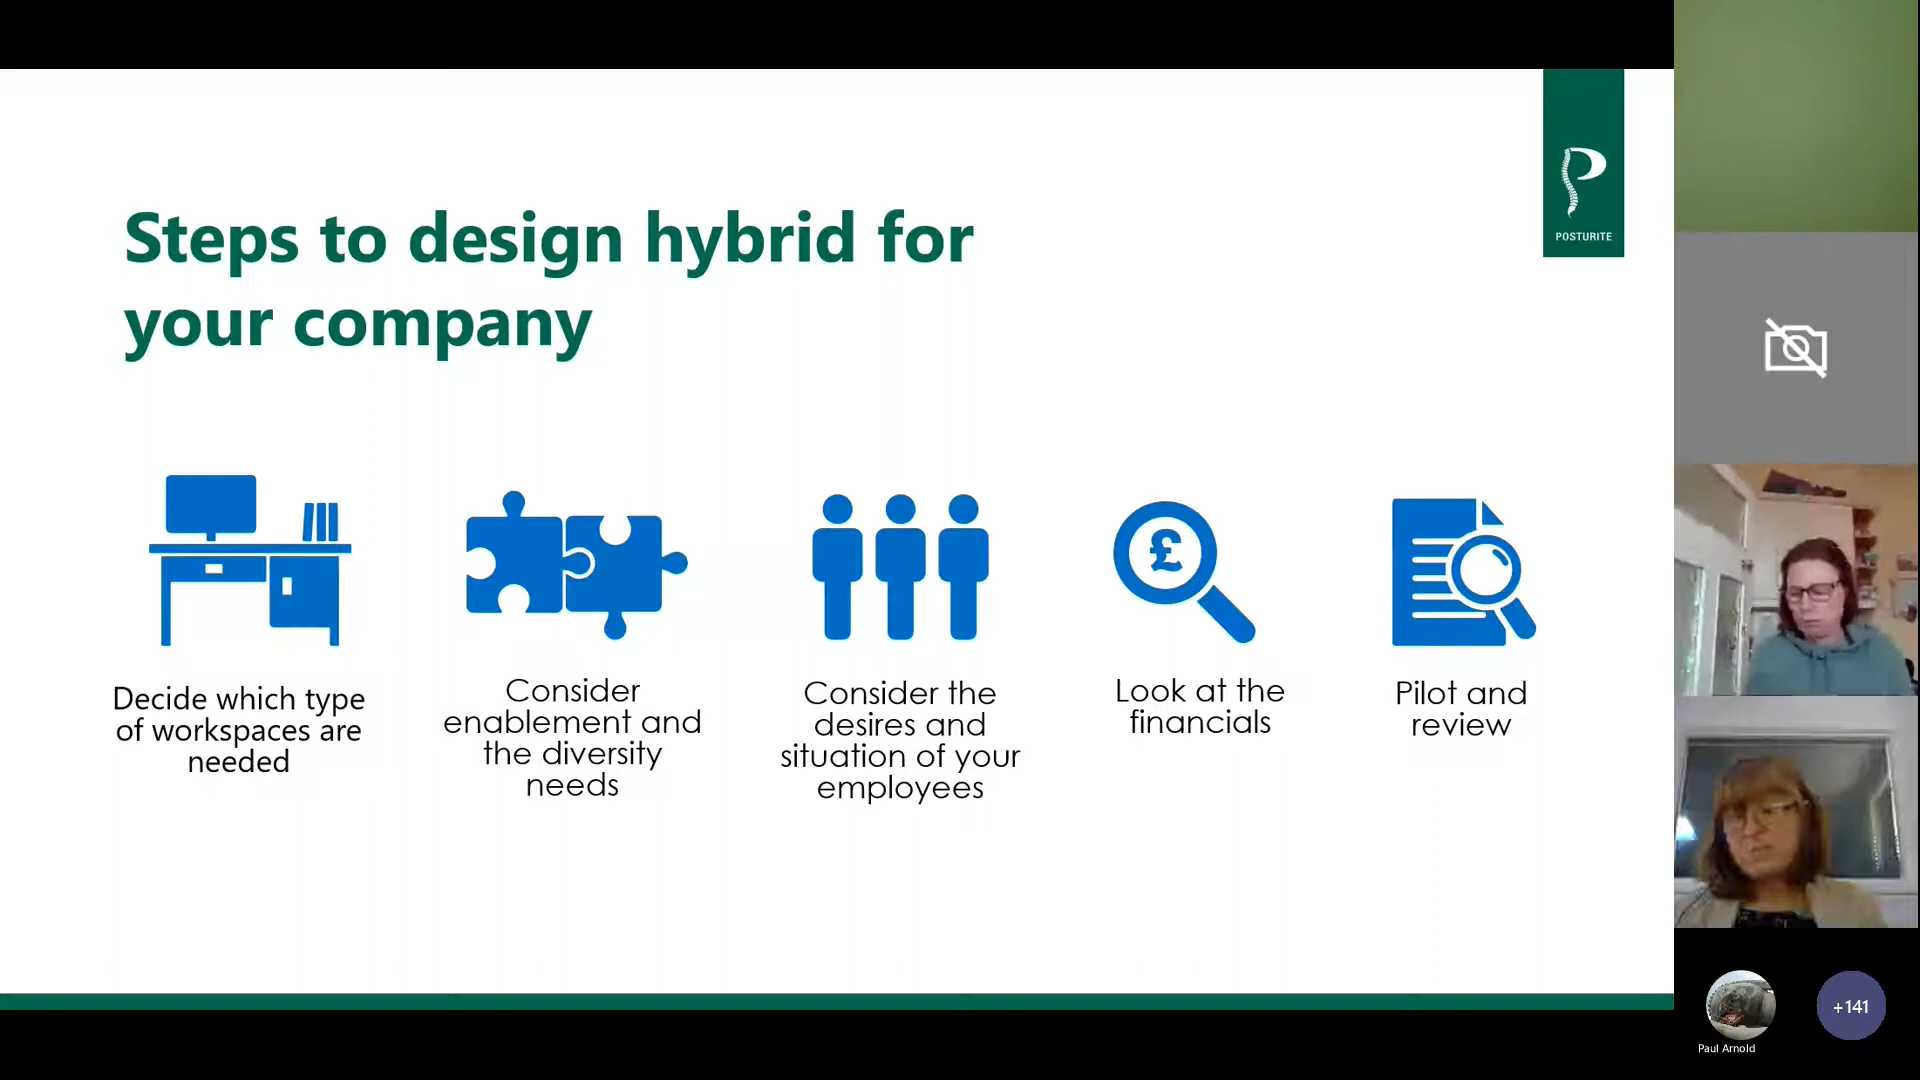 POSTURITE
Steps to design hybrid for
your company
£
Decide which type
of workspaces are
needed
Consider
enablement and
the diversity
needs
Consider the
desires and
situation of your
employees
Look at the
financials
Pilot and
review
Paul Arnold
+141